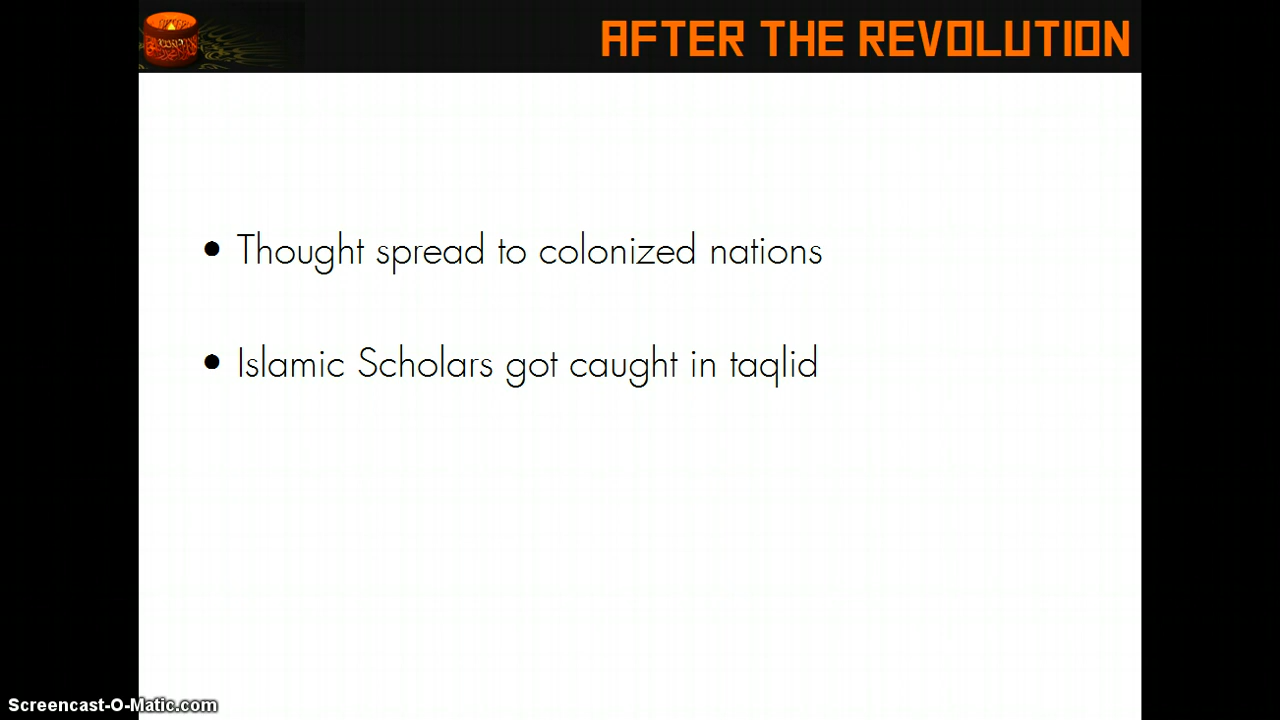 AFTER THE REVOLUTION
• Thought spread to colonized nations
• Islamic Scholars got caught in taqlid
Screencast-O-Matic.com